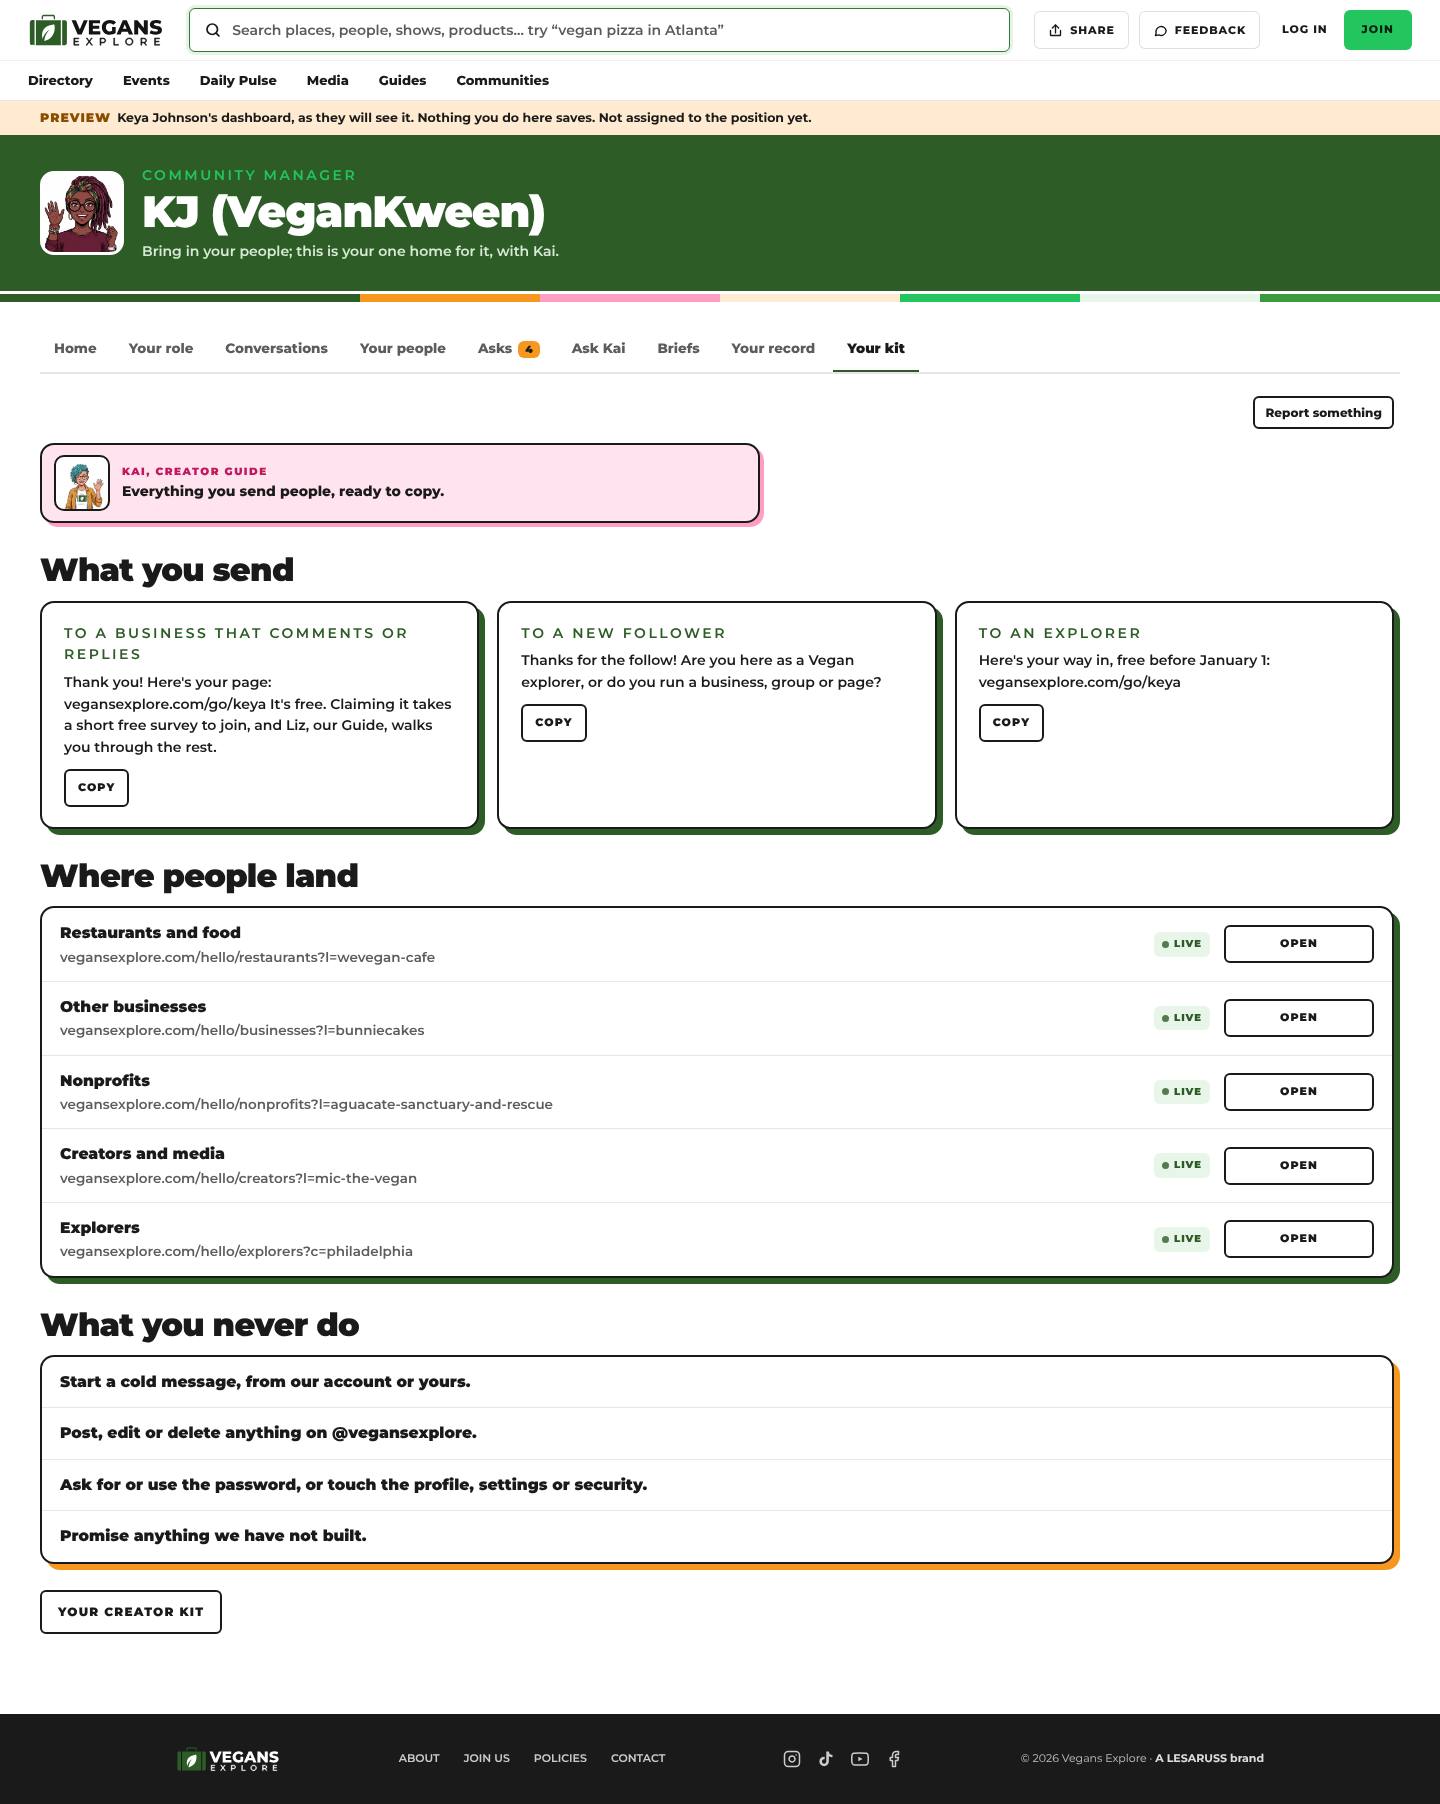 VEGANS
EXPLORE
Search places, people, shows, products... try “vegan pizza in Atlanta”
SHARE
FEEDBACK
LOG IN
JOIN
Directory
Events
Daily Pulse
Media
Guides
Communities
PREVIEW Keya Johnson's dashboard, as they will see it. Nothing you do here saves. Not assigned to the position yet.
COMMUNITY MANAGER
KJ (VeganKween)
Bring in your people; this is your one home for it, with Kai.
Home
Your role
Conversations
Your people
Asks 4
Ask Kai
Briefs
Your record
Your kit
Report something
KAI, CREATOR GUIDE
Everything you send people, ready to copy.
What you send
TO A BUSINESS THAT COMMENTS OR
REPLIES
Thank you! Here's your page:
vegansexplore.com/go/keya It's free. Claiming it takes
a short free survey to join, and Liz, our Guide, walks
you through the rest.
COPY
TO A NEW FOLLOWER
Thanks for the follow! Are you here as a Vegan
explorer, or do you run a business, group or page?
COPY
TO AN EXPLORER
Here's your way in, free before January 1:
vegansexplore.com/go/keya
COPY
Where people land
Restaurants and food
vegansexplore.com/hello/restaurants?l=wevegan-cafe
LIVE
OPEN
Other businesses
vegansexplore.com/hello/businesses?l=bunniecakes
LIVE
OPEN
Nonprofits
vegansexplore.com/hello/nonprofits?l=aguacate-sanctuary-and-rescue
LIVE
OPEN
Creators and media
vegansexplore.com/hello/creators?l=mic-the-vegan
LIVE
OPEN
Explorers
vegansexplore.com/hello/explorers?c=philadelphia
LIVE
OPEN
What you never do
Start a cold message, from our account or yours.
Post, edit or delete anything on @vegansexplore.
Ask for or use the password, or touch the profile, settings or security.
Promise anything we have not built.
YOUR CREATOR KIT
VEGANS
EXPLORE
ABOUT
JOIN US
POLICIES
CONTACT
© 2026 Vegans Explore · A LESARUSS brand